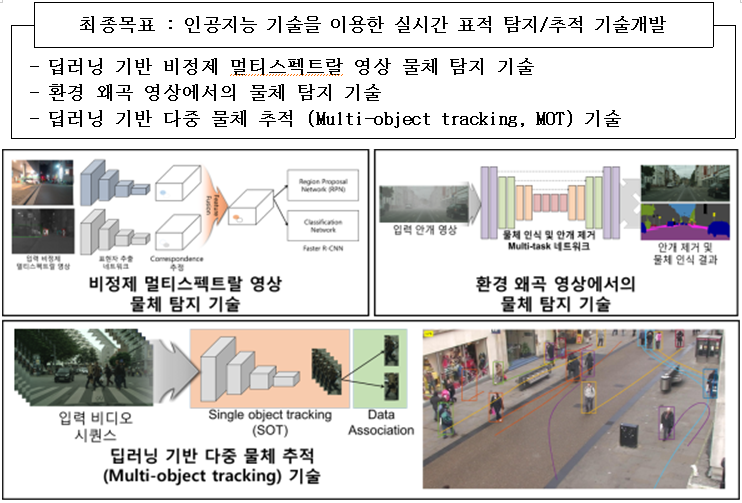 최종목표 : 인공지능 기술을 이용한 실시간 표적 탐지/추적 기술개발
- 딥러닝 기반 비정제 멀티스펙트랄 영상 물체 탐지 기술
- 환경 왜곡 영상에서의 물체 탐지 기술
- 딥러닝 기반 다중 물체 추적 (Multi-object tracking, MOT) 기술
Region Proposal
Network (RPN)
Feature
Fusion
Classification
Network
Faster R-CNN
입력 비정제
멀티스펙트랄 영상
표현자 추출
네트워크
Correspondence
추정
비정제 멀티스펙트랄 영상
물체 탐지 기술
입력 안개 영상
물체 인식 및 안개 제거
Multi-task 네트워크
안개 제거 및
물체 인식 결과
환경 왜곡 영상에서의
물체 탐지 기술
입력 비디오
시퀀스
Single object tracking
(SOT)
Data
Association
딥러닝 기반 다중 물체 추적
(Multi-object tracking) 기술